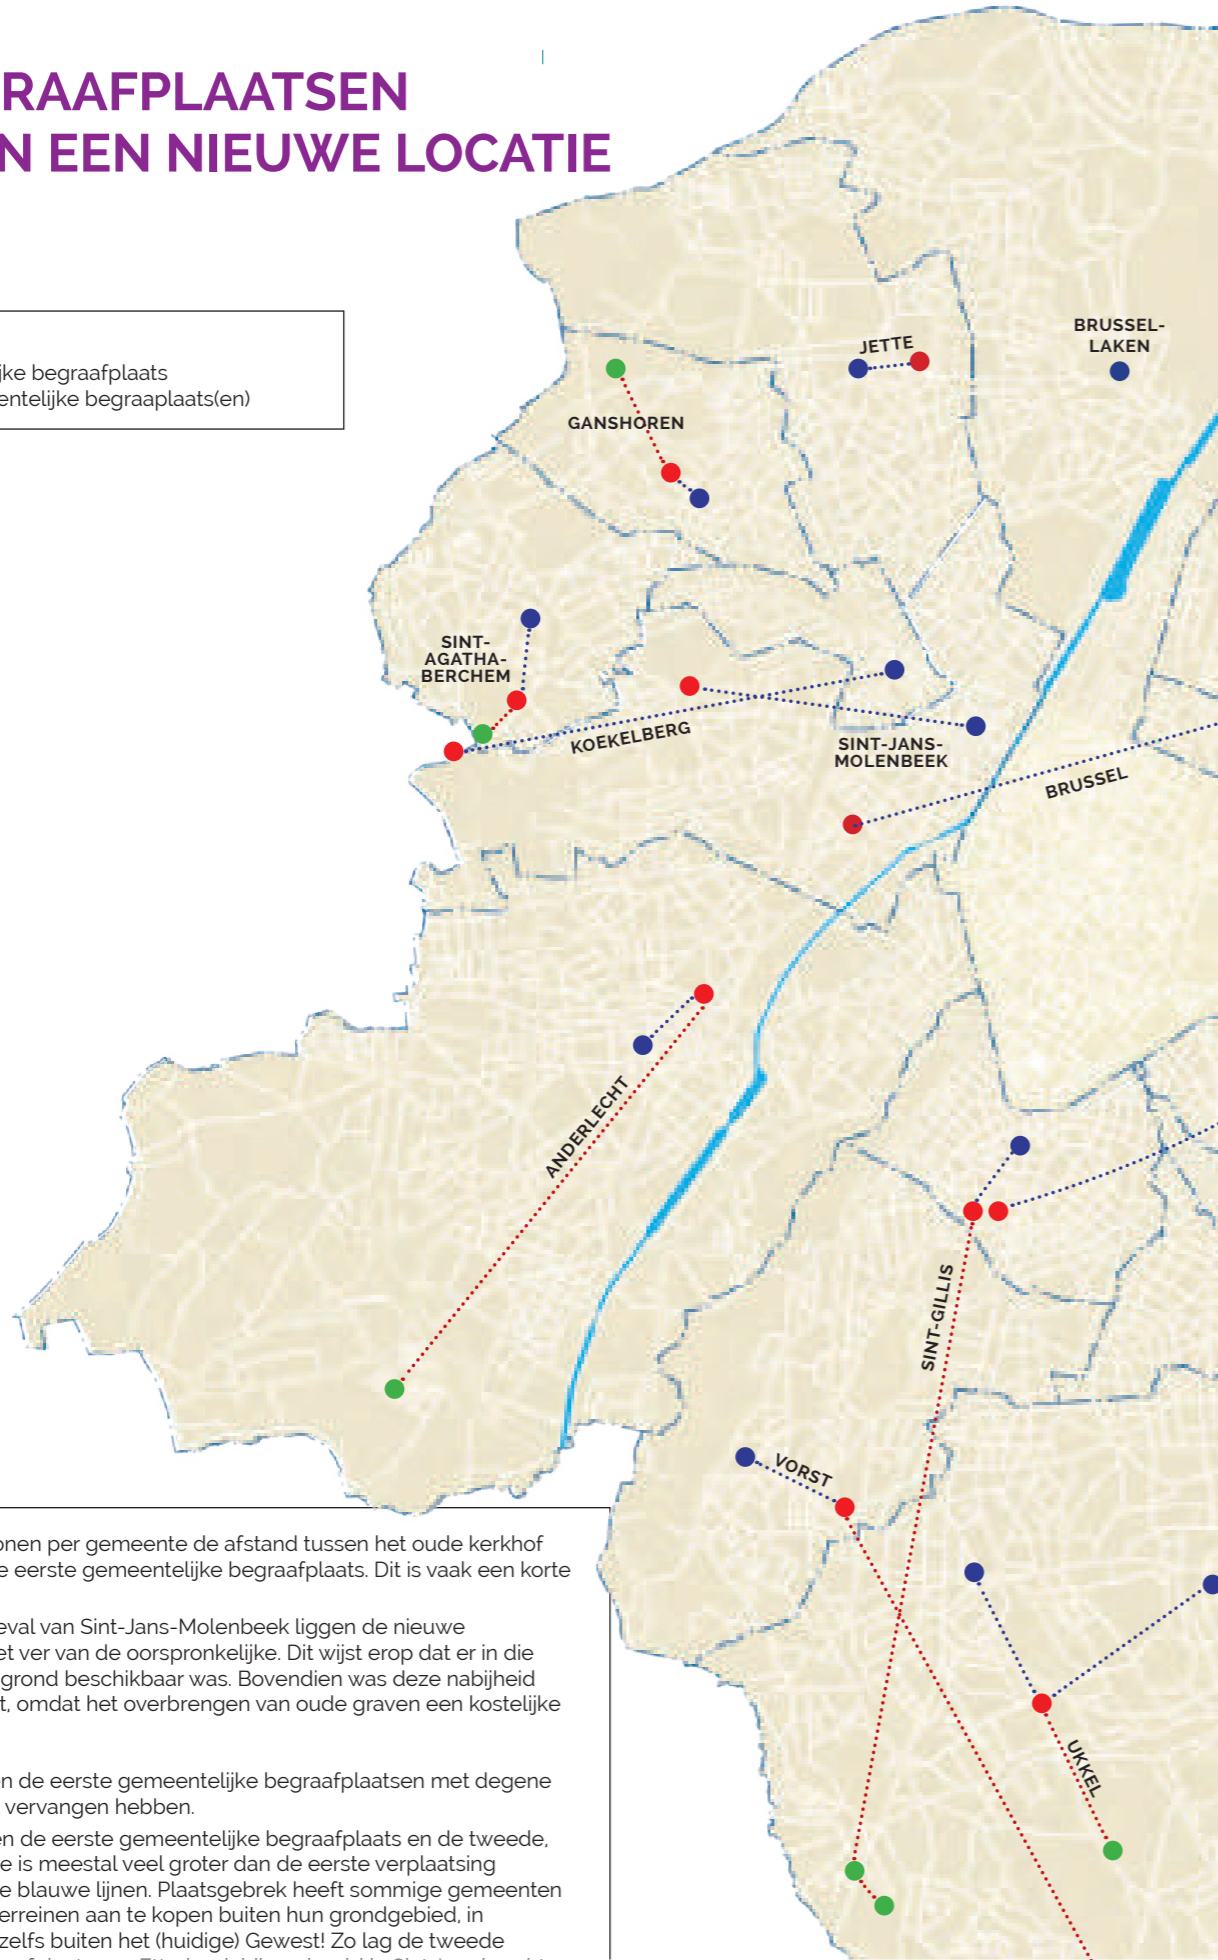 RAAFPLAATSEN
N EEN NIEUWE LOCATIE
jke begraafplaats
entelijke begraaplaats(en)
BRUSSEL-
LAKEN
JETTE
GANSHOREN
SINT-
AGATHA-
BERCHEM
KOEKELBERG
SINT-JANS-
MOLENBEEK
BRUSSEL
ANDERLECHT
SINT-GILLIS
VORST
UKKEL
onen per gemeente de afstand tussen het oude kerkhof
e eerste gemeentelijke begraafplaats. Dit is vaak een korte
eval van Sint-Jans-Molenbeek liggen de nieuwe
et ver van de oorspronkelijke. Dit wijst erop dat er in die
grond beschikbaar was. Bovendien was deze nabijheid
t, omdat het overbrengen van oude graven een kostelijke
en de eerste gemeentelijke begraafplaatsen met degene
vervangen hebben.
en de eerste gemeentelijke begraafplaats en de tweede,
e is meestal veel groter dan de eerste verplaatsing
e blauwe lijnen. Plaatsgebrek heeft sommige gemeenten
erreinen aan te kopen buiten hun grondgebied, in
zelfs buiten het (huidige) Gewest! Zo lag de tweede